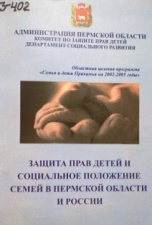 Э-402
АДМИНИСТРАЦИЯ ПЕРМСКОЙ ОБЛАСТИ
КОМИТЕТ ПО ЗАЩИТЕ ПРАВ ДЕТЕЙ
ДЕПАРТАМЕНТ СОЦИАЛЬНОГО РАЗВИТИЯ
Областная целевая программа
«Семья и дети Прикамья на 2002-2005 годы»
ЗАЩИТА ПРАВ ДЕТЕЙ И
СОЦИАЛЬНОЕ ПОЛОЖЕНИЕ
СЕМЕЙ В ПЕРМСКОЙ ОБЛАСТИ
И РОССИИ